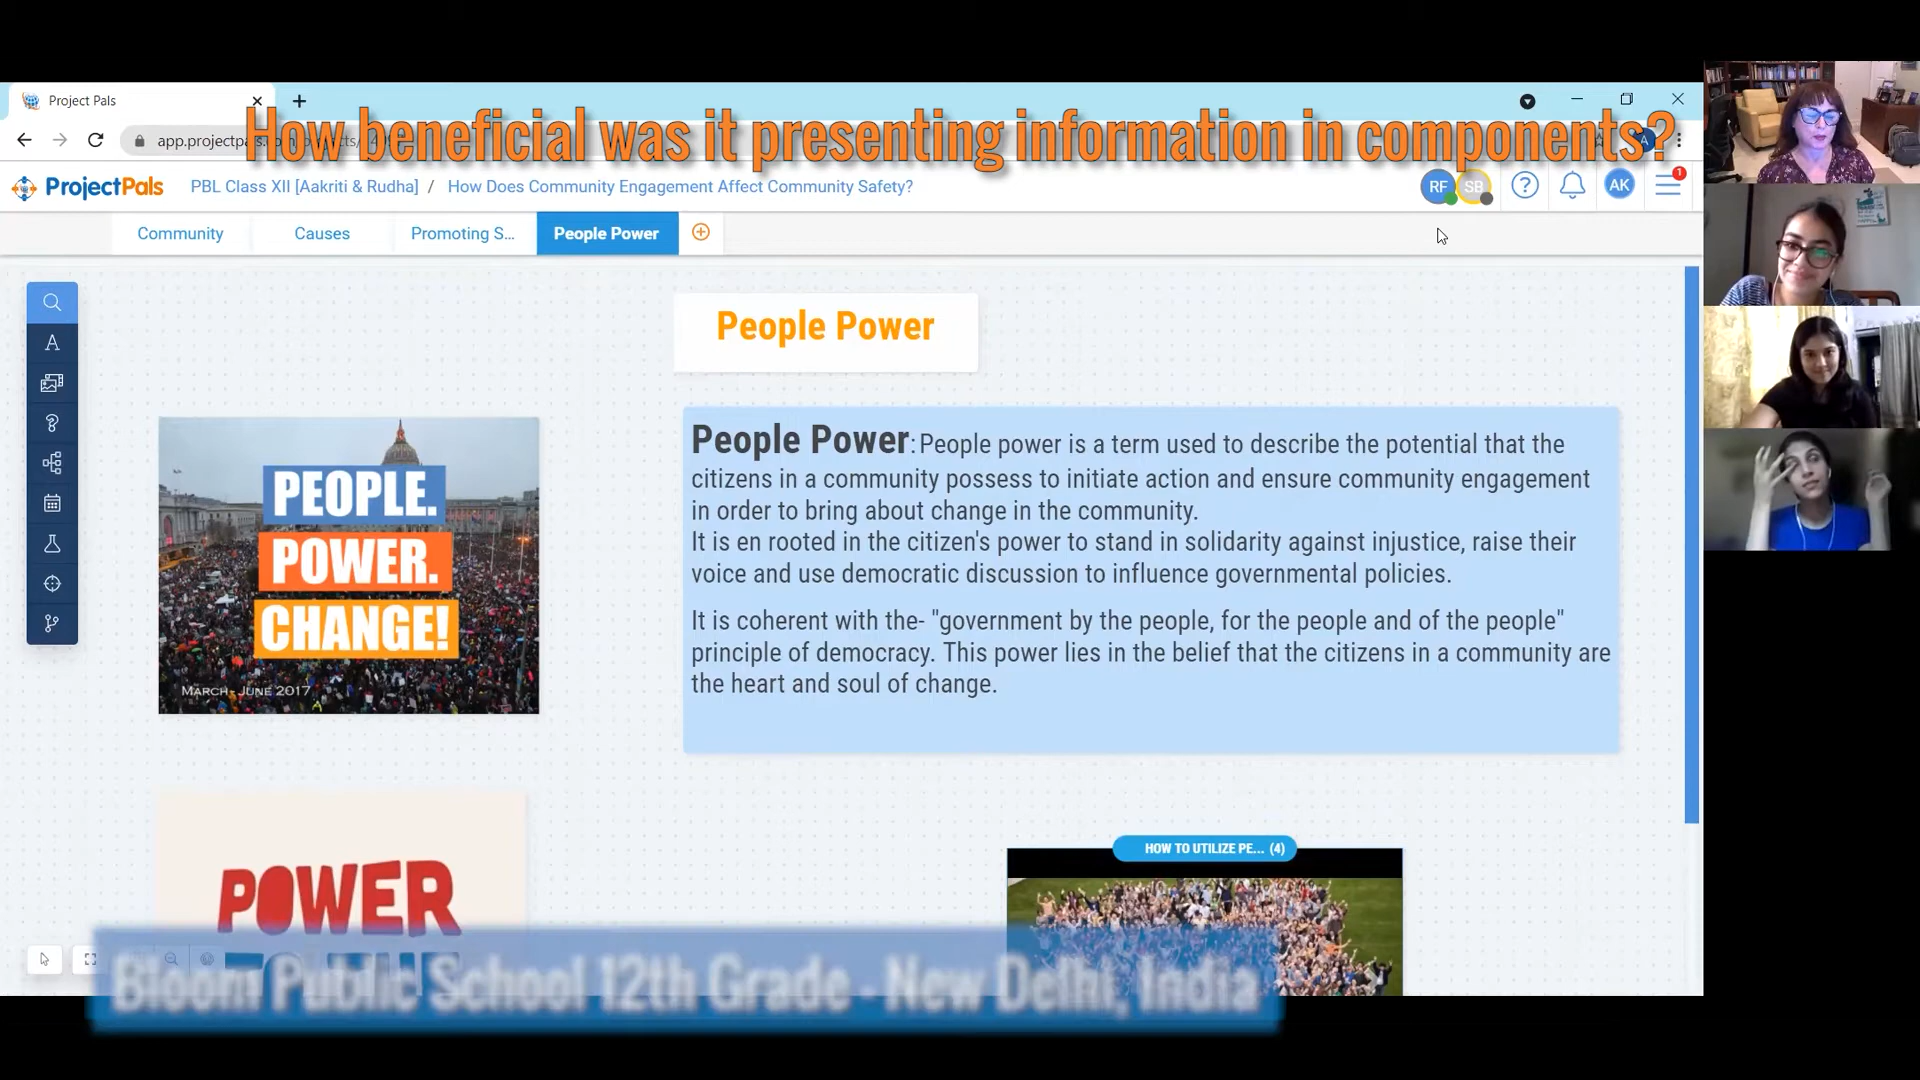 Project Pals
How beneficial was it presenting information in components?
app.projectpals.com
ProjectPals
PBL Class XII [Aakriti & Rudha] / How Does Community Engagement Affect Community Safety?
RF
SB
AK
1
Community
Causes
Promoting S...
People Power
People Power
PEOPLE.
POWER.
CHANGE!
MARCH - JUNE 2017
People Power: People power is a term used to describe the potential that the
citizens in a community possess to initiate action and ensure community engagement
in order to bring about change in the community.
It is en rooted in the citizen's power to stand in solidarity against injustice, raise their
voice and use democratic discussion to influence governmental policies.
It is coherent with the- "government by the people, for the people and of the people"
principle of democracy. This power lies in the belief that the citizens in a community are
the heart and soul of change.
HOW TO UTILIZE PE... (4)
POWER
Bloom Public School 12th Grade - New Delhi, India